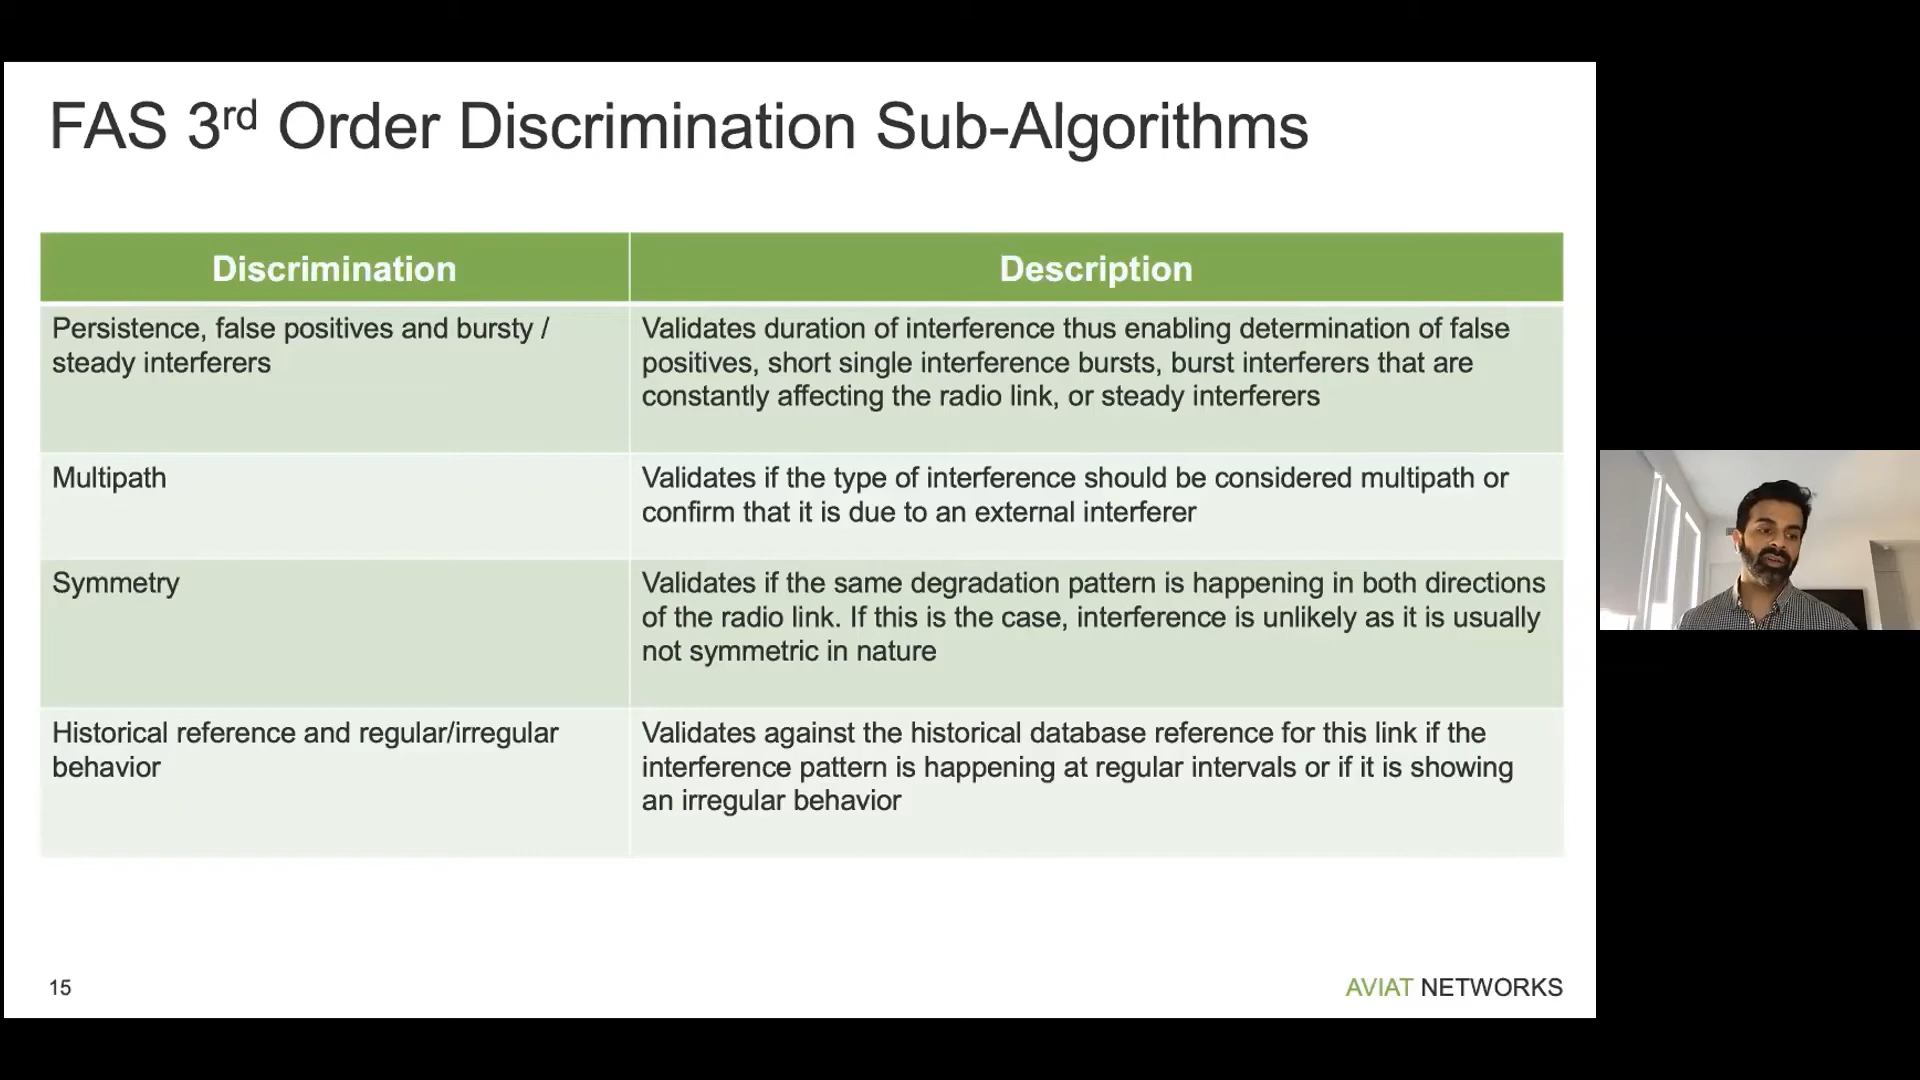 FAS 3rd Order Discrimination Sub-Algorithms
Discrimination
Description
Persistence, false positives and bursty /
steady interferers
Validates duration of interference thus enabling determination of false
positives, short single interference bursts, burst interferers that are
constantly affecting the radio link, or steady interferers
Multipath
Validates if the type of interference should be considered multipath or
confirm that it is due to an external interferer
Symmetry
Validates if the same degradation pattern is happening in both directions
of the radio link. If this is the case, interference is unlikely as it is usually
not symmetric in nature
Historical reference and regular/irregular
behavior
Validates against the historical database reference for this link if the
interference pattern is happening at regular intervals or if it is showing
an irregular behavior
15
AVIAT NETWORKS